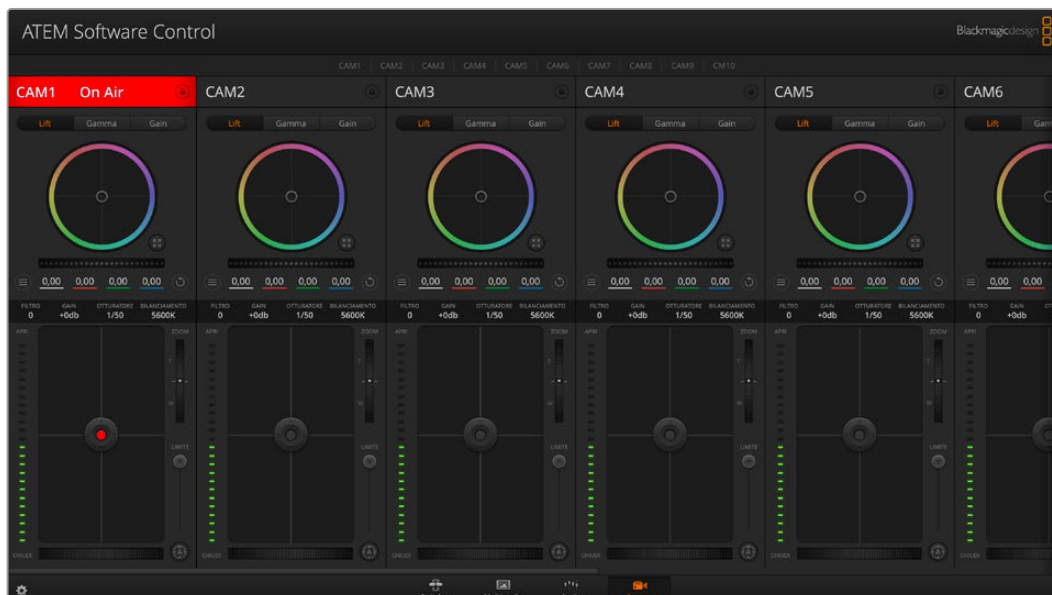 ATEM Software Control
Blackmagicdesign
CAM1 CAM2 CAM3 CAM4 CAM5 CAM6 CAM7 CAM8 CAM9 CM10
CAM1 On Air CAM2 CAM3 CAM4 CAM5 CAM6
Lift Gamma Gain Lift Gamma Gain Lift Gamma Gain Lift Gamma Gain Lift Gamma Gain Lift
0,00 0,00 0,00 0,00 0,00 0,00 0,00 0,00 0,00 0,00 0,00 0,00 0,00 0,00 0,00 0,00 0,00 0,00 0,00 0,00 0,00 0,00
FILTRO GAIN OTTURATORE BILANCIAMENTO FILTRO GAIN OTTURATORE BILANCIAMENTO FILTRO GAIN OTTURATORE BILANCIAMENTO FILTRO GAIN OTTURATORE BILANCIAMENTO FILTRO GAIN OTTURATORE BILANCIAMENTO FILTRO GAIN
0 +0db 1/50 5600K 0 +0db 1/50 5600K 0 +0db 1/50 5600K 0 +0db 1/50 5600K 0 +0db 1/50 5600K 0 +0db
APRI ZOOM APRI ZOOM APRI ZOOM APRI ZOOM APRI ZOOM APRI
T T T T T
W W W W W
LIMITE LIMITE LIMITE LIMITE LIMITE
CHIUDI CHIUDI CHIUDI CHIUDI CHIUDI CHIUDI